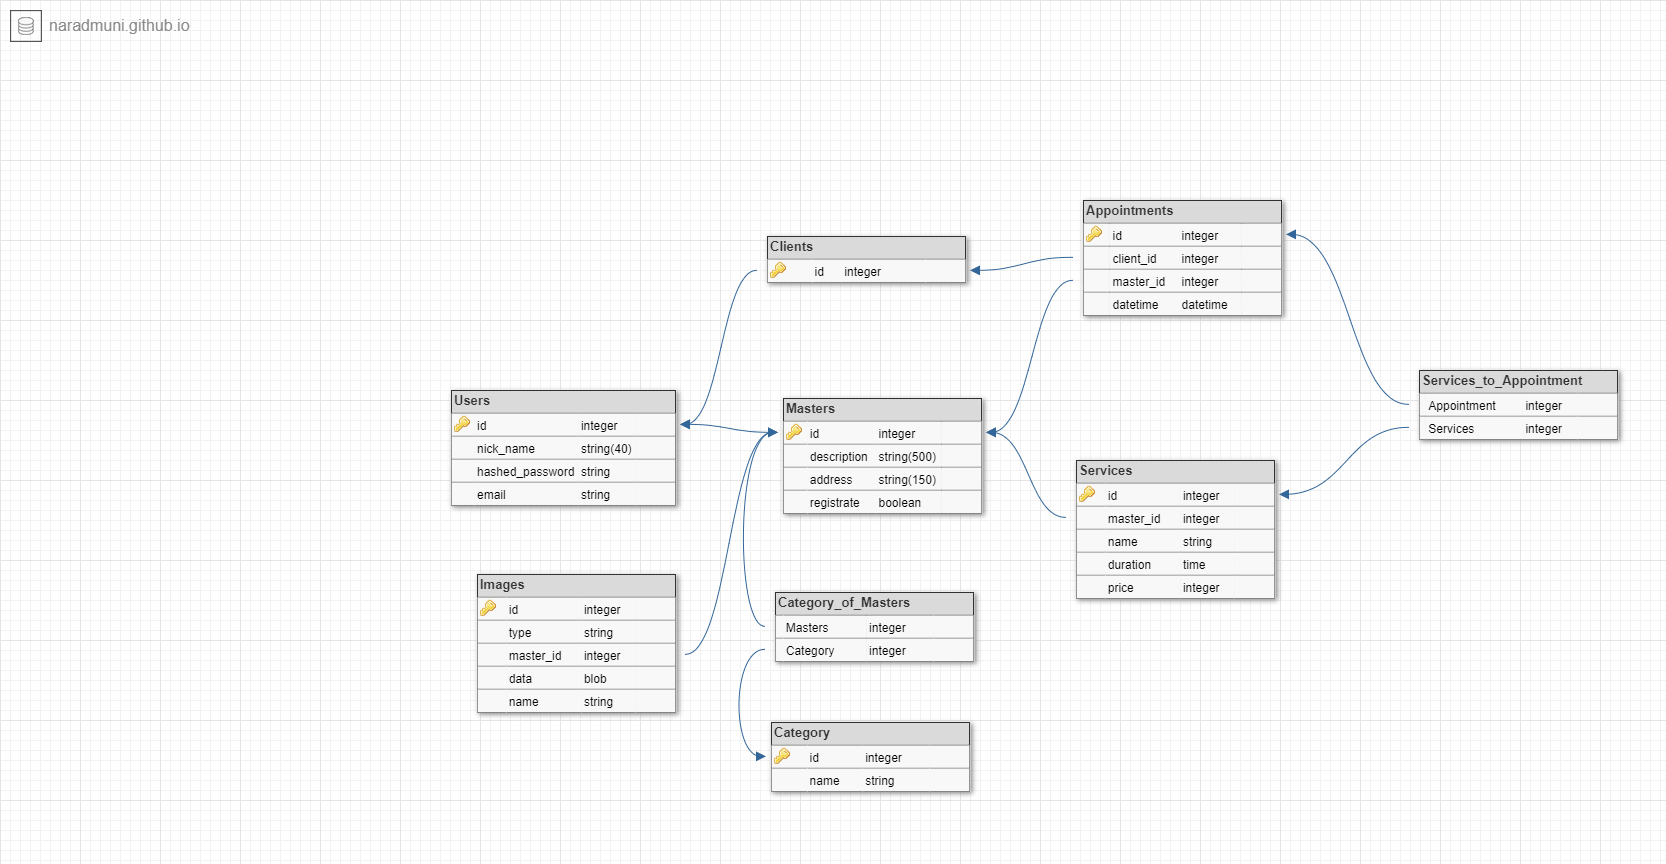 naradmuni.github.io
Appointments
id integer
client_id integer
master_id integer
datetime datetime
Clients
id integer
Services_to_Appointment
Appointment integer
Services integer
Users
id integer
nick_name string(40)
hashed_password string
email string
Masters
id integer
description string(500)
address string(150)
registrate boolean
Services
id integer
master_id integer
name string
duration time
price integer
Images
id integer
type string
master_id integer
data blob
name string
Category_of_Masters
Masters integer
Category integer
Category
id integer
name string